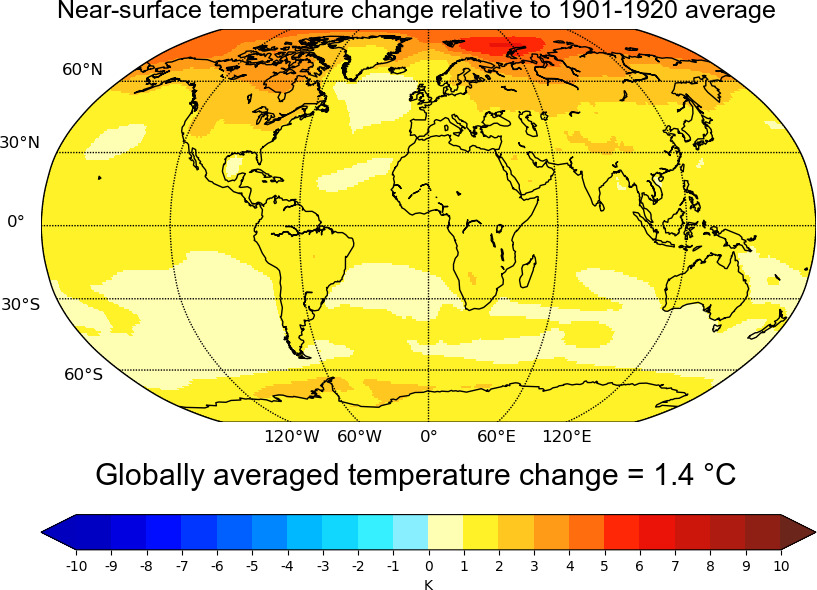 Near-surface temperature change relative to 1901-1920 average
60°N
30°N
0°
30°S
60°S
120°W 60°W 0° 60°E 120°E
Globally averaged temperature change = 1.4 °C
-10 -9 -8 -7 -6 -5 -4 -3 -2 -1 0 1 2 3 4 5 6 7 8 9 10
K